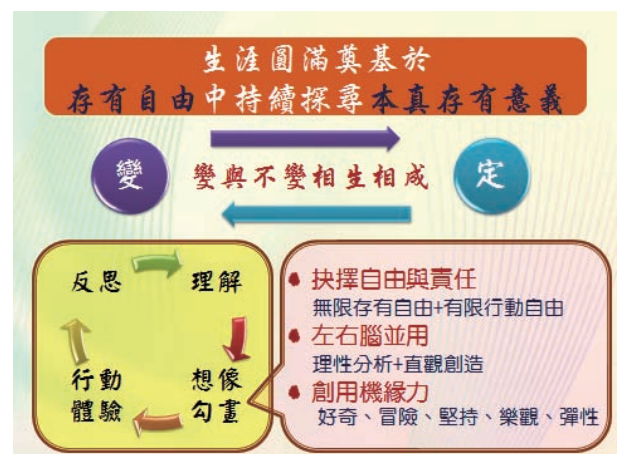 生涯圓滿奠基於
存有自由中持續探尋本真存有意義
變
變與不變相生相成
定
反思
理解
行動
體驗
想像
勾畫
抉擇自由與責任
無限存有自由+有限行動自由
左右腦並用
理性分析+直觀創造
創用機緣力
好奇、冒險、堅持、樂觀、彈性